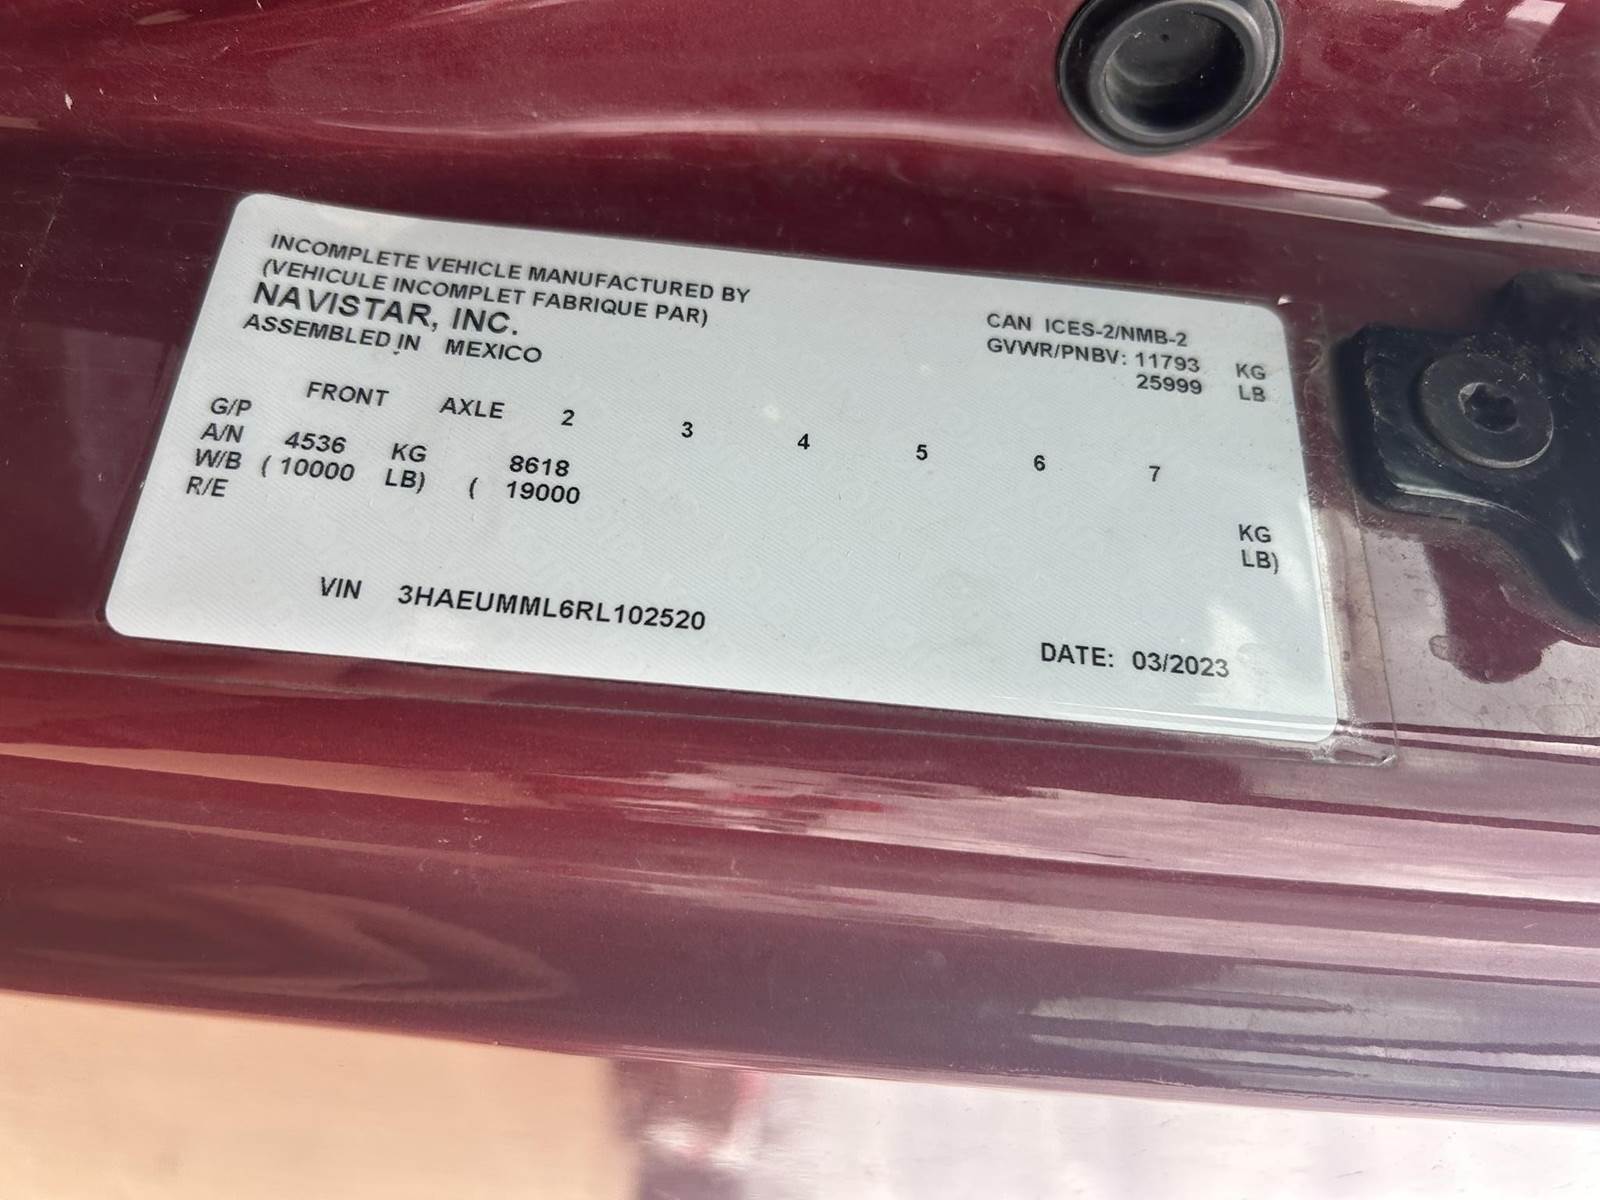 INCOMPLETE VEHICLE MANUFACTURED BY
(VEHICULE INCOMPLET FABRIQUE PAR)
NAVISTAR, INC.
ASSEMBLED IN MEXICO
CAN ICES-2/NMB-2
GVWR/PNBV: 11793 KG
25999 LB
FRONT AXLE 2 3 4 5 6 7
G/P
A/N 4536 KG 8618 KG
W/B ( 10000 LB) ( 19000 LB)
R/E
VIN 3HAEUMML6RL102520
DATE: 03/2023